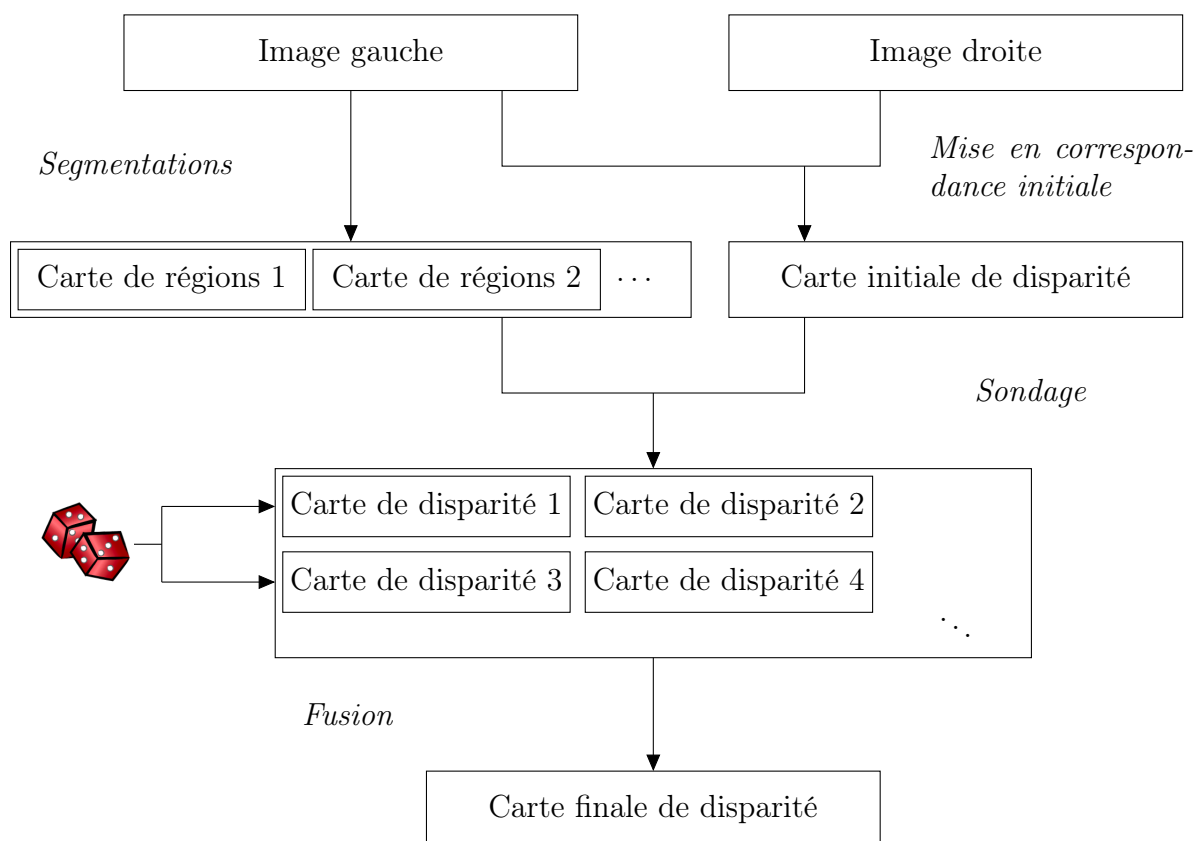 Image gauche
Image droite
Segmentations
Mise en correspon-
dance initiale
Carte de régions 1
Carte de régions 2
...
Carte initiale de disparité
Sondage
Carte de disparité 1
Carte de disparité 2
Carte de disparité 3
Carte de disparité 4
⋱
Fusion
Carte finale de disparité